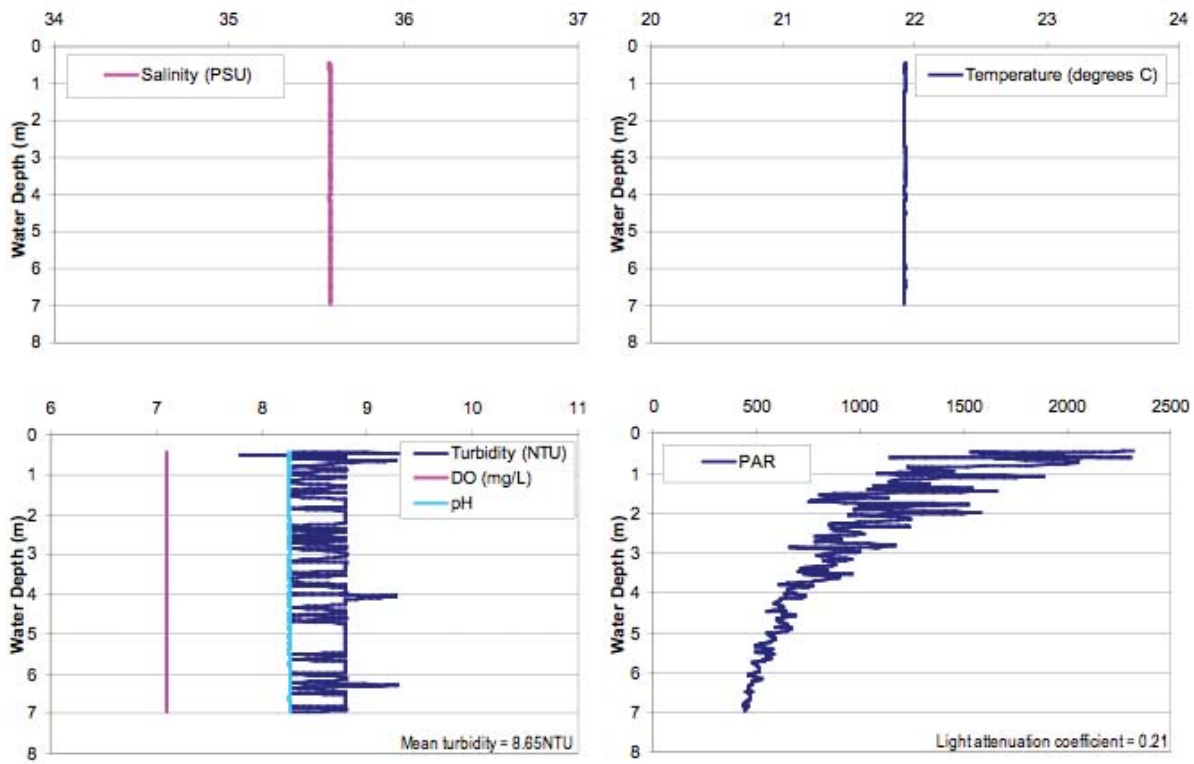 34 35 36 37
0
1
2
3
4
5
6
7
8
Water Depth (m)
Salinity (PSU)
20 21 22 23 24
0
1
2
3
4
5
6
7
8
Water Depth (m)
Temperature (degrees C)
6 7 8 9 10 11
0
1
2
3
4
5
6
7
8
Water Depth (m)
Turbidity (NTU)
DO (mg/L)
pH
Mean turbidity = 8.65NTU
0 500 1000 1500 2000 2500
0
1
2
3
4
5
6
7
8
Water Depth (m)
PAR
Light attenuation coefficient = 0.21